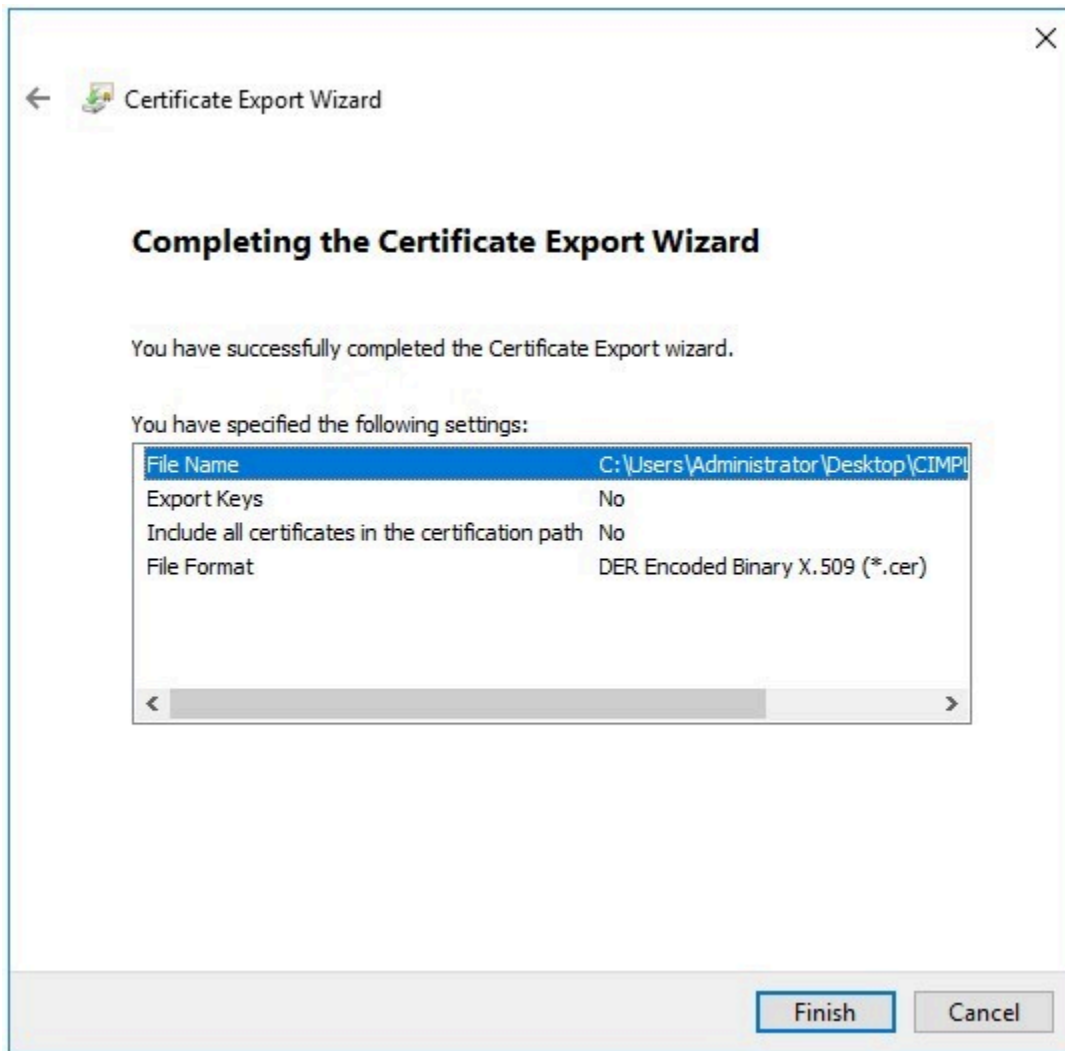 Certificate Export Wizard
Completing the Certificate Export Wizard
You have successfully completed the Certificate Export wizard.
You have specified the following settings:
File Name C:\Users\Administrator\Desktop\CIMPL
Export Keys No
Include all certificates in the certification path No
File Format DER Encoded Binary X.509 (*.cer)
Finish Cancel